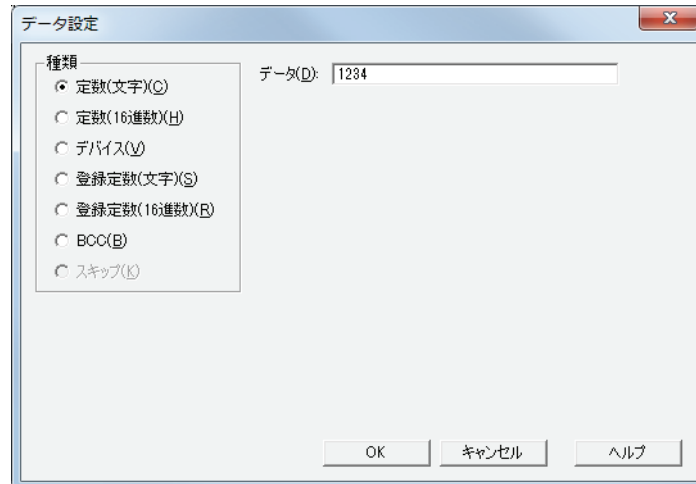 データ設定
種類
定数(文字)(C)
定数(16進数)(H)
デバイス(V)
登録定数(文字)(S)
登録定数(16進数)(R)
BCC(B)
スキップ(K)
データ(D): 1234
OK キャンセル ヘルプ